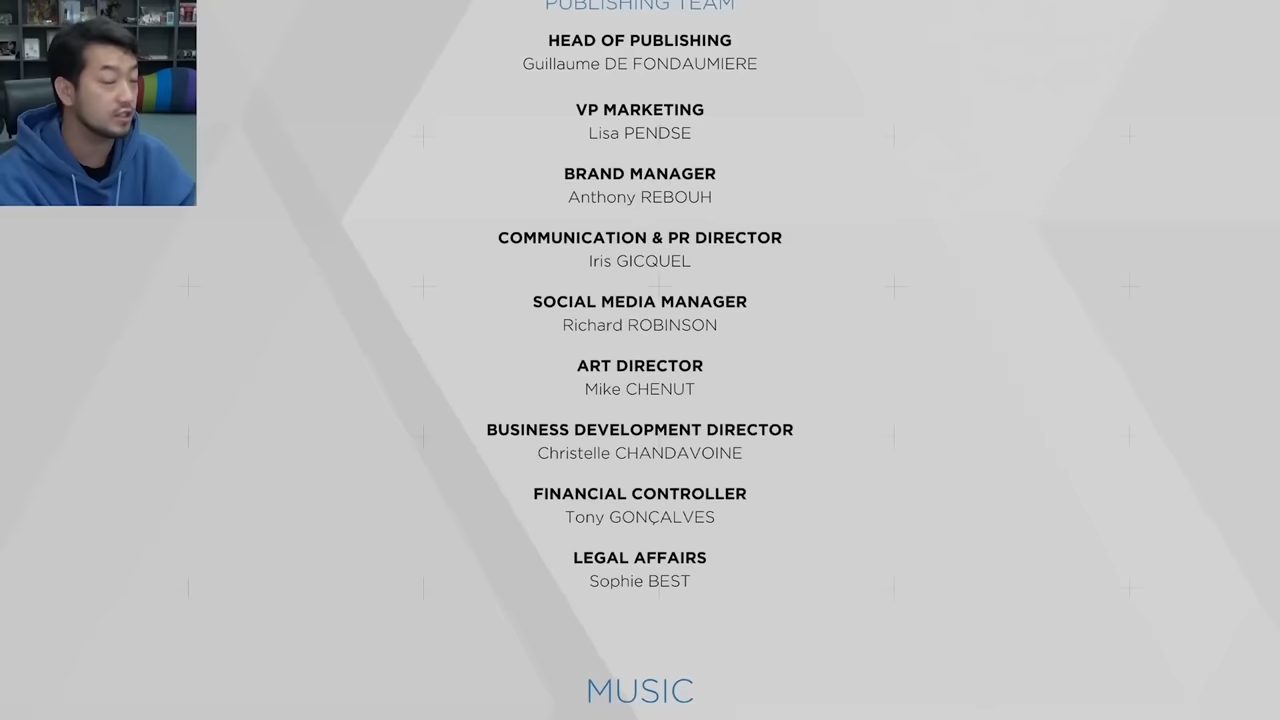 PUBLISHING TEAM
HEAD OF PUBLISHING
Guillaume DE FONDAUMIERE
VP MARKETING
Lisa PENDSE
BRAND MANAGER
Anthony REBOUH
COMMUNICATION & PR DIRECTOR
Iris GICQUEL
SOCIAL MEDIA MANAGER
Richard ROBINSON
ART DIRECTOR
Mike CHENUT
BUSINESS DEVELOPMENT DIRECTOR
Christelle CHANDAVOINE
FINANCIAL CONTROLLER
Tony GONÇALVES
LEGAL AFFAIRS
Sophie BEST
MUSIC